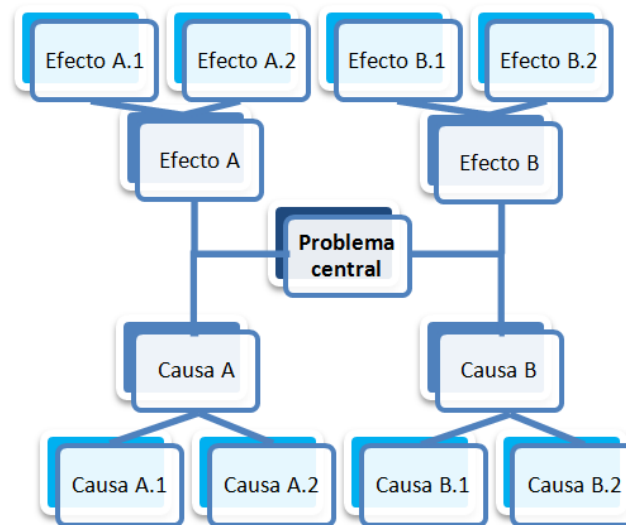 Efecto A.1
Efecto A.2
Efecto B.1
Efecto B.2
Efecto A
Efecto B
Problema
central
Causa A
Causa B
Causa A.1
Causa A.2
Causa B.1
Causa B.2